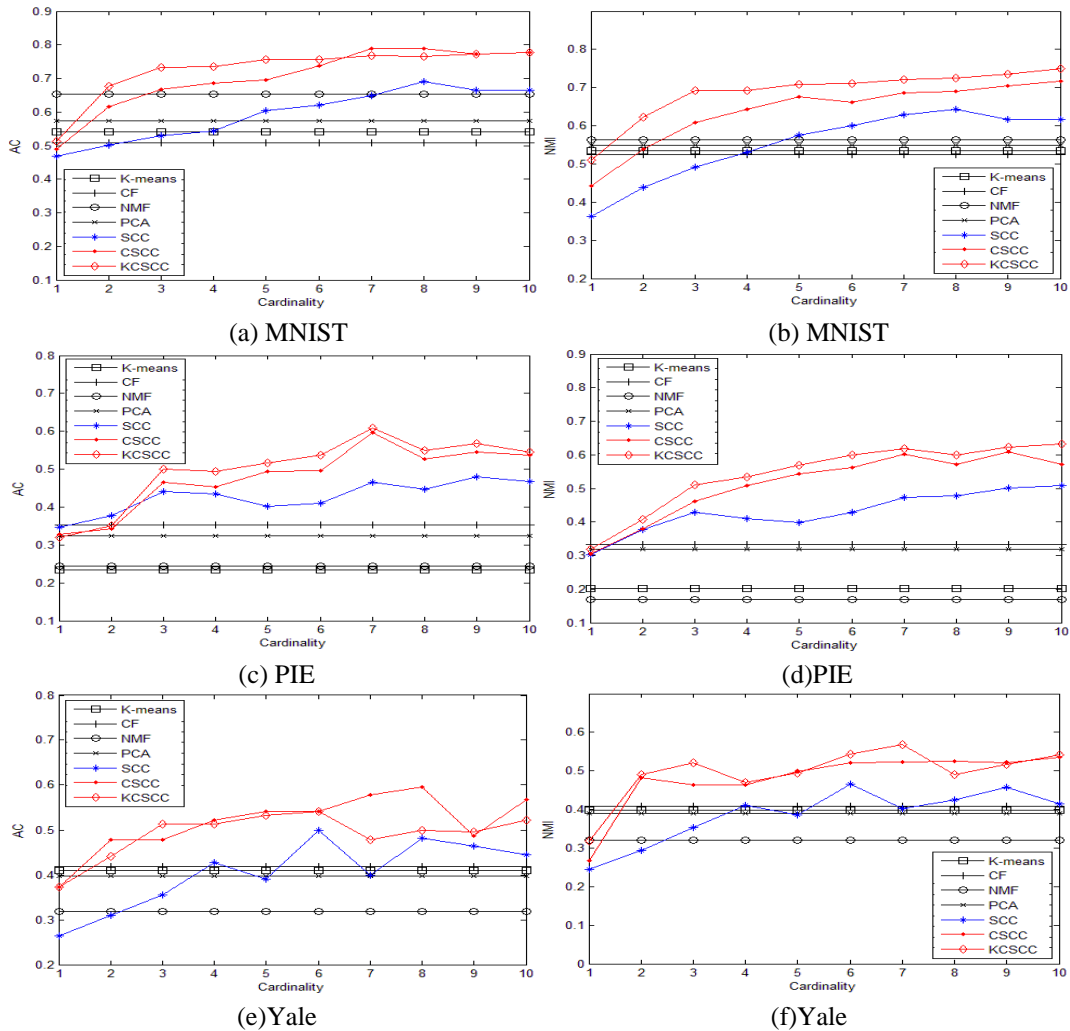 0.9
0.8
0.7
0.6
0.5
0.4
0.3
0.2
0.1
AC
K-means
CF
NMF
PCA
SCC
CSCC
KCSCC
1 2 3 4 5 6 7 8 9 10
Cardinality
(a) MNIST
0.8
0.7
0.6
0.5
0.4
0.3
0.2
NMI
K-means
CF
NMF
PCA
SCC
CSCC
KCSCC
1 2 3 4 5 6 7 8 9 10
Cardinality
(b) MNIST
0.8
0.7
0.6
0.5
0.4
0.3
0.2
0.1
AC
K-means
CF
NMF
PCA
SCC
CSCC
KCSCC
1 2 3 4 5 6 7 8 9 10
Cardinality
(c) PIE
0.9
0.8
0.7
0.6
0.5
0.4
0.3
0.2
0.1
NMI
K-means
CF
NMF
PCA
SCC
CSCC
KCSCC
1 2 3 4 5 6 7 8 9 10
Cardinality
(d)PIE
0.8
0.7
0.6
0.5
0.4
0.3
0.2
AC
K-means
CF
NMF
PCA
SCC
CSCC
KCSCC
1 2 3 4 5 6 7 8 9 10
Cardinality
(e)Yale
0.6
0.5
0.4
0.3
0.2
0.1
0
NMI
K-means
CF
NMF
PCA
SCC
CSCC
KCSCC
1 2 3 4 5 6 7 8 9 10
Cardinality
(f)Yale